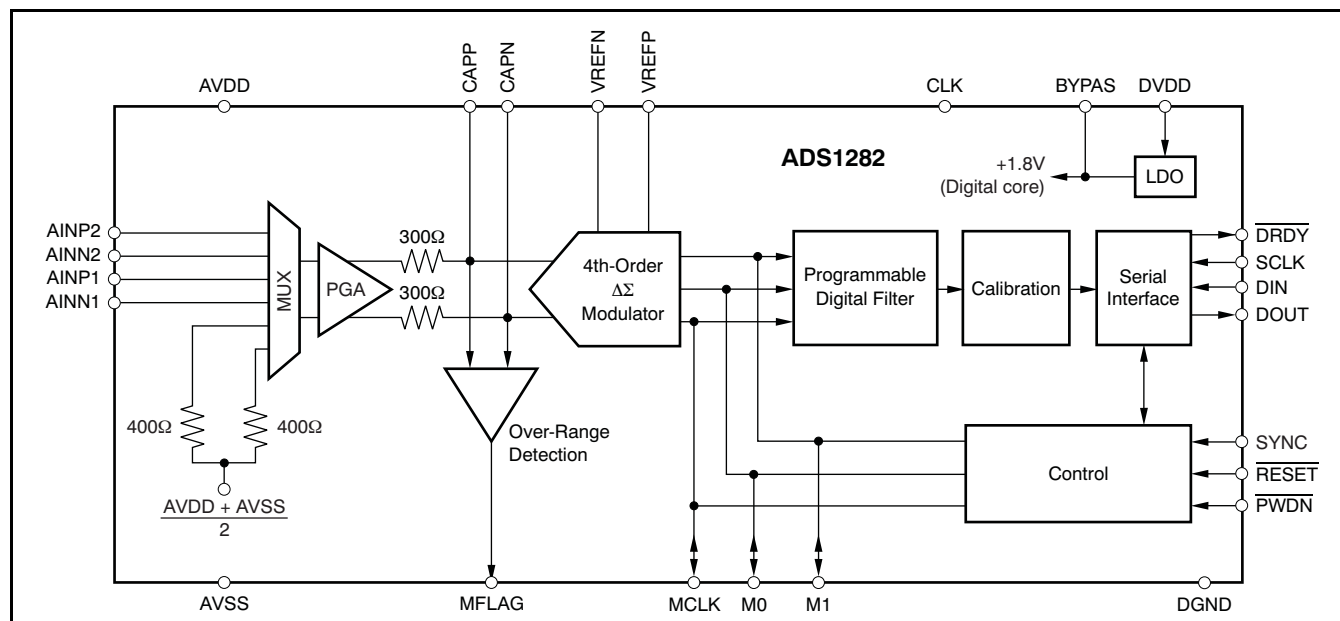 AVDD
CAPP
CAPN
VREFN
VREFP
CLK
BYPAS
DVDD
ADS1282
+1.8V
(Digital core)
LDO
AINP2
AINN2
AINP1
AINN1
MUX
PGA
300Ω
300Ω
4th-Order
ΔΣ
Modulator
Programmable
Digital Filter
Calibration
Serial
Interface
DRDY
SCLK
DIN
DOUT
400Ω
400Ω
AVDD + AVSS
2
Over-Range
Detection
Control
SYNC
RESET
PWDN
AVSS
MFLAG
MCLK
M0
M1
DGND